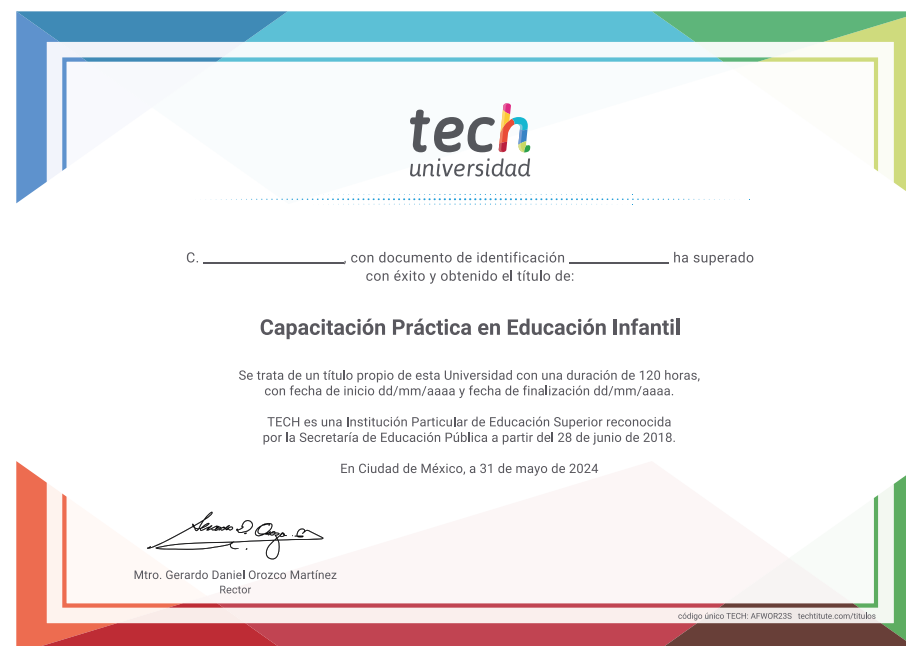 tech
universidad
C. ____________________, con documento de identificación ______________ ha superado
con éxito y obtenido el título de:
Capacitación Práctica en Educación Infantil
Se trata de un título propio de esta Universidad con una duración de 120 horas,
con fecha de inicio dd/mm/aaaa y fecha de finalización dd/mm/aaaa.
TECH es una Institución Particular de Educación Superior reconocida
por la Secretaría de Educación Pública a partir del 28 de junio de 2018.
En Ciudad de México, a 31 de mayo de 2024
Mtro. Gerardo Daniel Orozco Martínez
Rector
código único TECH: AFWOR23S techtitute.com/titulos